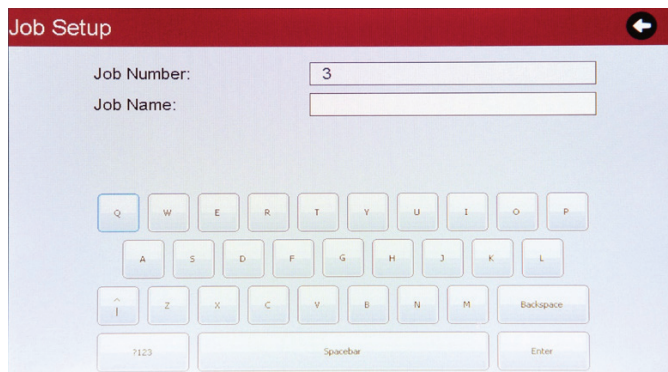 Job Setup
Job Number: 3
Job Name:
Q W E R T Y U I O P
A S D F G H J K L
Z X C V B N M Backspace
?123 Spacebar Enter